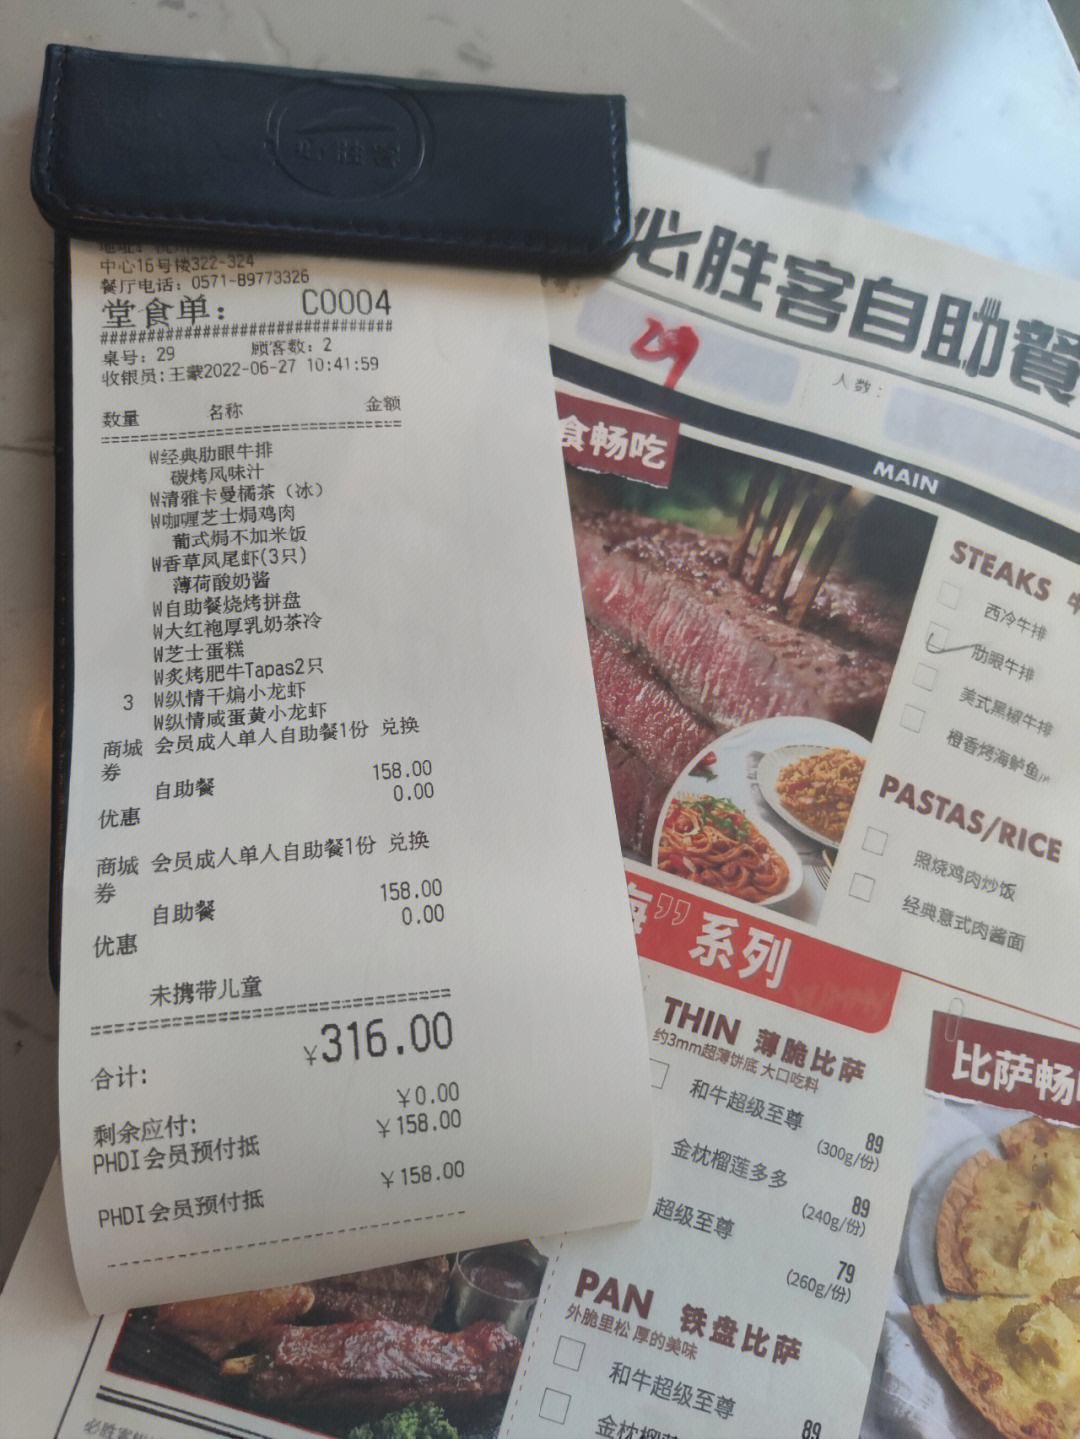 必胜客
中心16号楼322-324
餐厅电话：0571-89773326
堂食单： C0004
##############################
桌号：29 顾客数：2
收银员:王蒙2022-06-27 10:41:59
数量 名称 金额
W经典肋眼牛排
碳烤风味汁
W清雅卡曼橘茶（冰）
W咖喱芝士焗鸡肉
葡式焗不加米饭
W香草凤尾虾(3只)
薄荷酸奶酱
W自助餐烧烤拼盘
W大红袍厚乳奶茶冷
W芝士蛋糕
W炙烤肥牛Tapas2只
3 W纵情干煸小龙虾
W纵情咸蛋黄小龙虾
商城 会员成人单人自助餐1份 兑换
券
自助餐 158.00
优惠 0.00
商城 会员成人单人自助餐1份 兑换
券
自助餐 158.00
优惠 0.00
未携带儿童
合计: ¥316.00
剩余应付: ¥0.00
PHDI会员预付抵 ¥158.00
PHDI会员预付抵 ¥158.00
必胜客自助餐
29
人数：
食畅吃
MAIN
STEAKS
西冷牛排
肋眼牛排
美式黑椒牛排
橙香烤海鲈鱼
PASTAS/RICE
照烧鸡肉炒饭
经典意式肉酱面
”系列
THIN 薄脆比萨
约3mm超薄饼底 大口吃料
和牛超级至尊 89
(300g/份)
金枕榴莲多多 89
(240g/份)
超级至尊 79
(260g/份)
PAN 铁盘比萨
外脆里松 厚的美味
和牛超级至尊 89
金枕榴
比萨畅